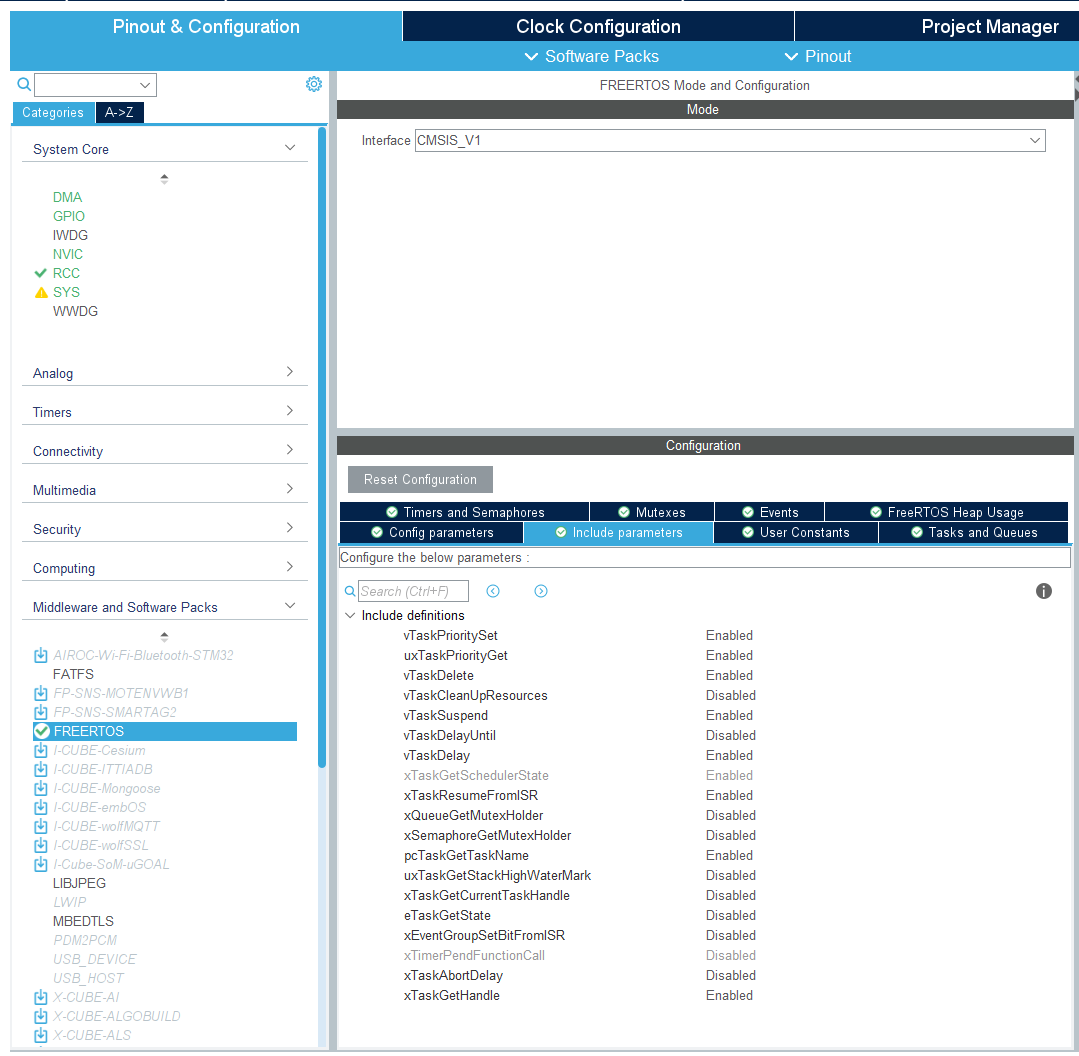 Pinout & Configuration
Clock Configuration
Project Manager
Software Packs
Pinout
Categories
A->Z
System Core
DMA
GPIO
IWDG
NVIC
RCC
SYS
WWDG
Analog
Timers
Connectivity
Multimedia
Security
Computing
Middleware and Software Packs
AIROC-Wi-Fi-Bluetooth-STM32
FATFS
FP-SNS-MOTENVWB1
FP-SNS-SMARTAG2
FREERTOS
I-CUBE-Cesium
I-CUBE-ITTIADB
I-CUBE-Mongoose
I-CUBE-embOS
I-CUBE-wolfMQTT
I-CUBE-wolfSSL
I-Cube-SoM-uGOAL
LIBJPEG
LWIP
MBEDTLS
PDM2PCM
USB_DEVICE
USB_HOST
X-CUBE-AI
X-CUBE-ALGOBUILD
X-CUBE-ALS
FREERTOS Mode and Configuration
Mode
Interface CMSIS_V1
Configuration
Reset Configuration
Timers and Semaphores
Mutexes
Events
FreeRTOS Heap Usage
Config parameters
Include parameters
User Constants
Tasks and Queues
Configure the below parameters :
Search (Ctrl+F)
Include definitions
vTaskPrioritySet Enabled
uxTaskPriorityGet Enabled
vTaskDelete Enabled
vTaskCleanUpResources Disabled
vTaskSuspend Enabled
vTaskDelayUntil Disabled
vTaskDelay Enabled
xTaskGetSchedulerState Enabled
xTaskResumeFromISR Enabled
xQueueGetMutexHolder Disabled
xSemaphoreGetMutexHolder Disabled
pcTaskGetTaskName Enabled
uxTaskGetStackHighWaterMark Disabled
xTaskGetCurrentTaskHandle Disabled
eTaskGetState Disabled
xEventGroupSetBitFromISR Disabled
xTimerPendFunctionCall Disabled
xTaskAbortDelay Disabled
xTaskGetHandle Enabled